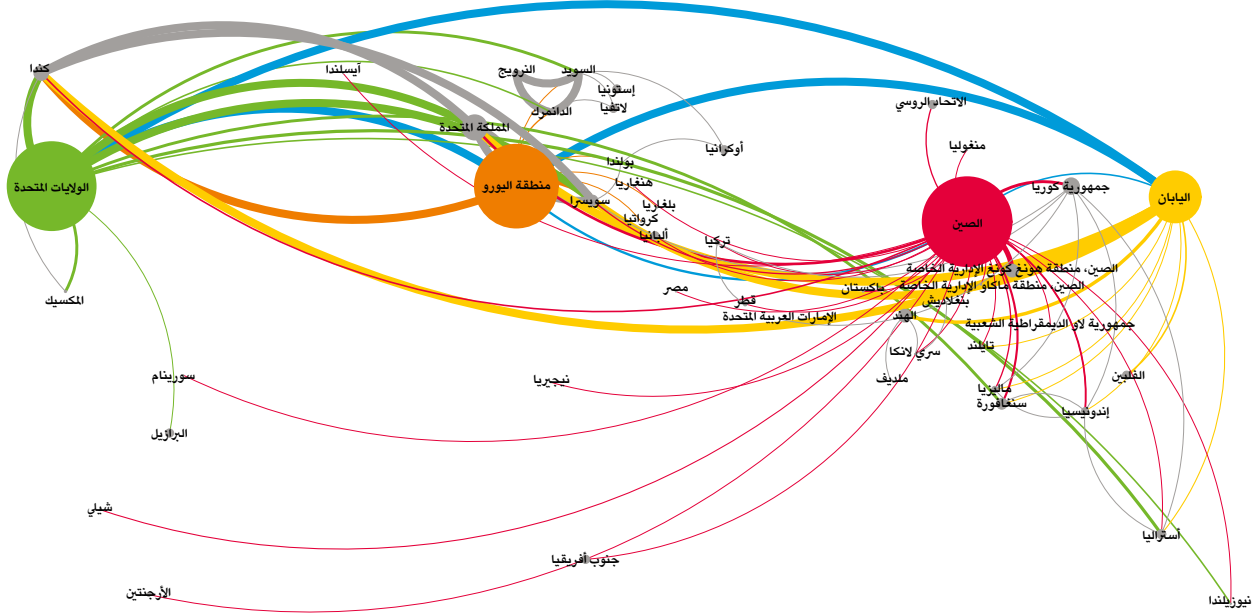 كندا
آيسلندا
النرويج
السويد
إستونيا
لاتفيا
الدانمرك
المملكة المتحدة
الاتحاد الروسي
منغوليا
أوكرانيا
بولندا
الولايات المتحدة
منطقة اليورو
هنغاريا
سويسرا
بلغاريا
كرواتيا
ألبانيا
تركيا
الصين
جمهورية كوريا
اليابان
الصين، منطقة هونغ كونغ الإدارية الخاصة
الصين، منطقة ماكاو الإدارية الخاصة
باكستان
مصر
قطر
بنغلاديش
المكسيك
الإمارات العربية المتحدة
الهند
جمهورية لاو الديمقراطية الشعبية
تايلند
سري لانكا
ملديف
سورينام
نيجيريا
الفلبين
ماليزيا
سنغافورة
إندونيسيا
البرازيل
شيلي
أستراليا
جنوب أفريقيا
الأرجنتين
نيوزيلندا